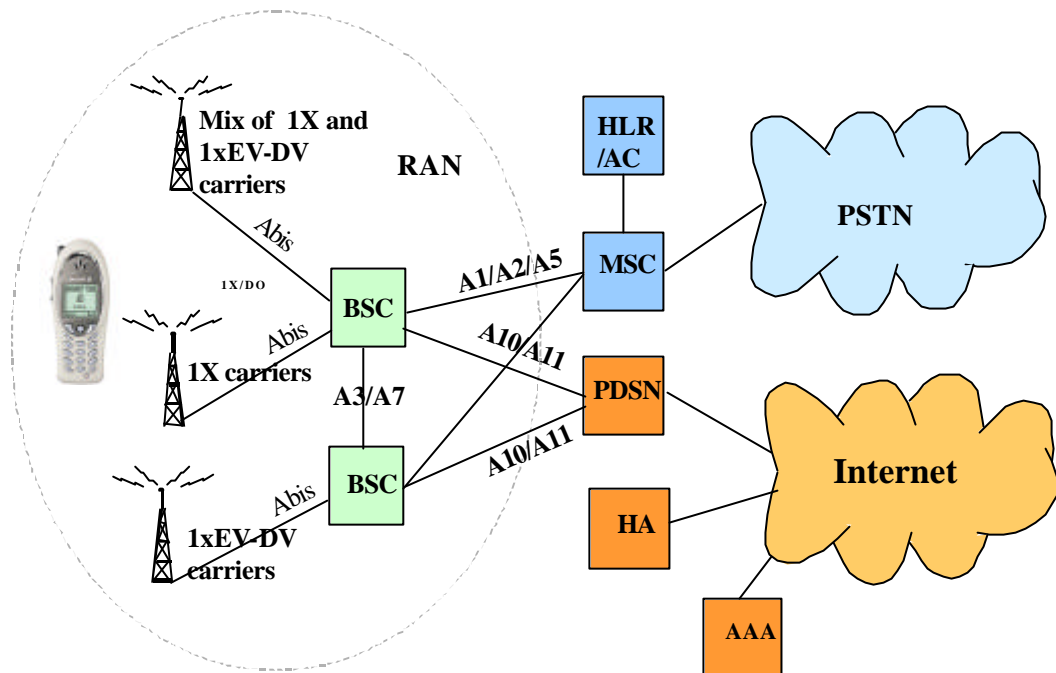 Mix of 1X and
1xEV-DV
carriers
RAN
HLR
/AC
PSTN
Abis
A1/A2/A5
MSC
1X/DO
BSC
Abis
A10/A11
1X carriers
A3/A7
PDSN
A10/A11
Internet
Abis
BSC
HA
1xEV-DV
carriers
AAA